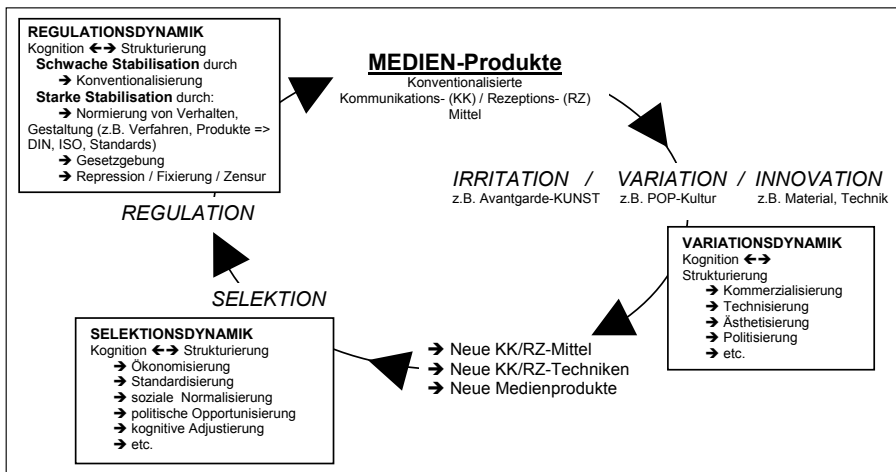 REGULATIONSDYNAMIK
Kognition ←→ Strukturierung
Schwache Stabilisation durch
➔ Konventionalisierung
Starke Stabilisation durch:
➔ Normierung von Verhalten,
Gestaltung (z.B. Verfahren, Produkte =>
DIN, ISO, Standards)
➔ Gesetzgebung
➔ Repression / Fixierung / Zensur
MEDIEN-Produkte
Konventionalisierte
Kommunikations- (KK) / Rezeptions- (RZ)
Mittel
IRRITATION / VARIATION / INNOVATION
z.B. Avantgarde-KUNST z.B. POP-Kultur z.B. Material, Technik
VARIATIONSDYNAMIK
Kognition ←→
Strukturierung
➔ Kommerzialisierung
➔ Technisierung
➔ Ästhetisierung
➔ Politisierung
➔ etc.
➔ Neue KK/RZ-Mittel
➔ Neue KK/RZ-Techniken
➔ Neue Medienprodukte
SELEKTION
SELEKTIONSDYNAMIK
Kognition ←→ Strukturierung
➔ Ökonomisierung
➔ Standardisierung
➔ soziale Normalisierung
➔ politische Opportunisierung
➔ kognitive Adjustierung
➔ etc.
REGULATION